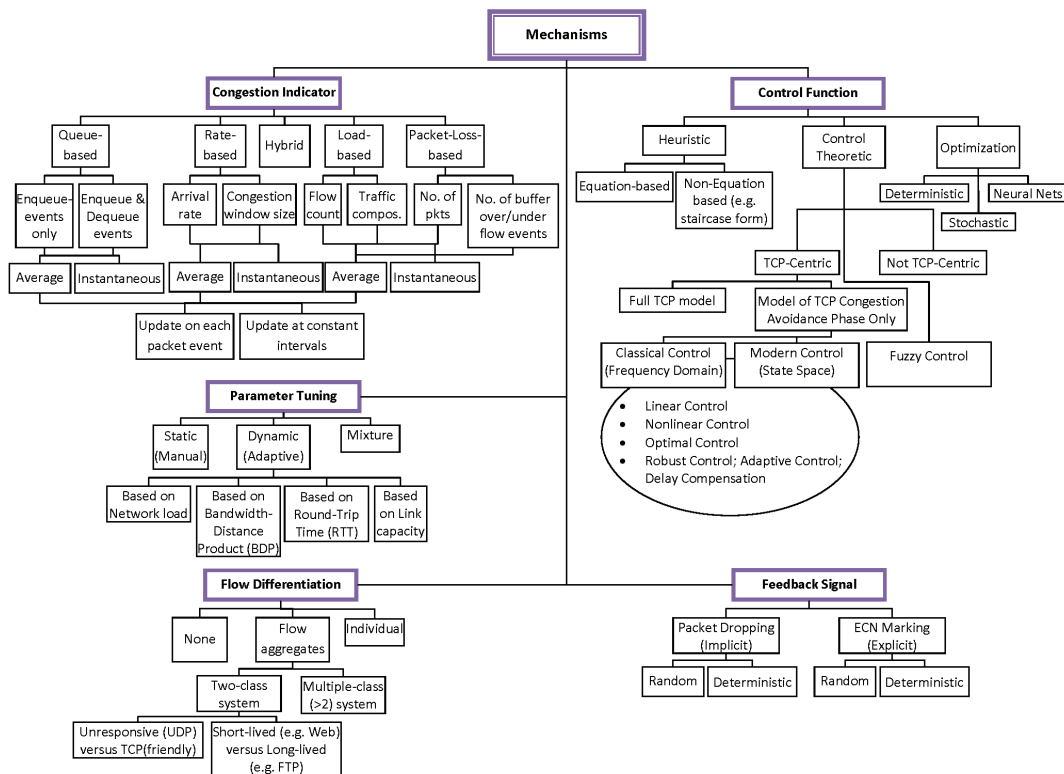 Mechanisms
Congestion Indicator
Queue-
based
Rate-
based
Hybrid
Load-
based
Packet-Loss-
based
Enqueue-
events
only
Enqueue &
Dequeue
events
Arrival
rate
Congestion
window size
Flow
count
Traffic
compos.
No. of
pkts
No. of buffer
over/under
flow events
Average
Instantaneous
Average
Instantaneous
Average
Instantaneous
Update on each
packet event
Update at constant
intervals
Control Function
Heuristic
Control
Theoretic
Optimization
Equation-based
Non-Equation
based (e.g.
staircase form)
Deterministic
Neural Nets
Stochastic
TCP-Centric
Not TCP-Centric
Full TCP model
Model of TCP Congestion
Avoidance Phase Only
Classical Control
(Frequency Domain)
Modern Control
(State Space)
Fuzzy Control
• Linear Control
• Nonlinear Control
• Optimal Control
• Robust Control; Adaptive Control;
Delay Compensation
Parameter Tuning
Static
(Manual)
Dynamic
(Adaptive)
Mixture
Based on
Network load
Based on
Bandwidth-
Distance
Product (BDP)
Based on
Round-Trip
Time (RTT)
Based
on Link
capacity
Flow Differentiation
None
Flow
aggregates
Individual
Two-class
system
Multiple-class
(>2) system
Unresponsive (UDP)
versus TCP(friendly)
Short-lived (e.g. Web)
versus Long-lived
(e.g. FTP)
Feedback Signal
Packet Dropping
(Implicit)
ECN Marking
(Explicit)
Random
Deterministic
Random
Deterministic